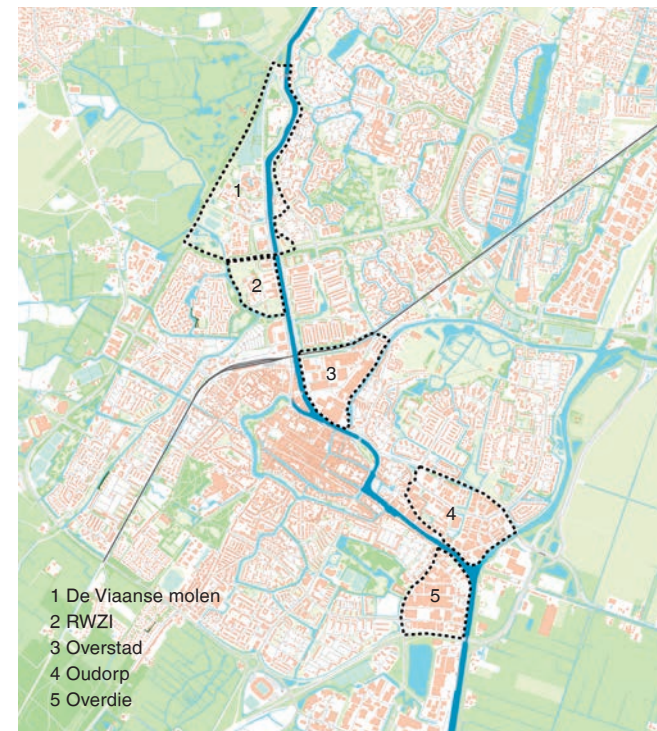 1
2
3
4
5
1 De Viaanse molen
2 RWZI
3 Overstad
4 Oudorp
5 Overdie